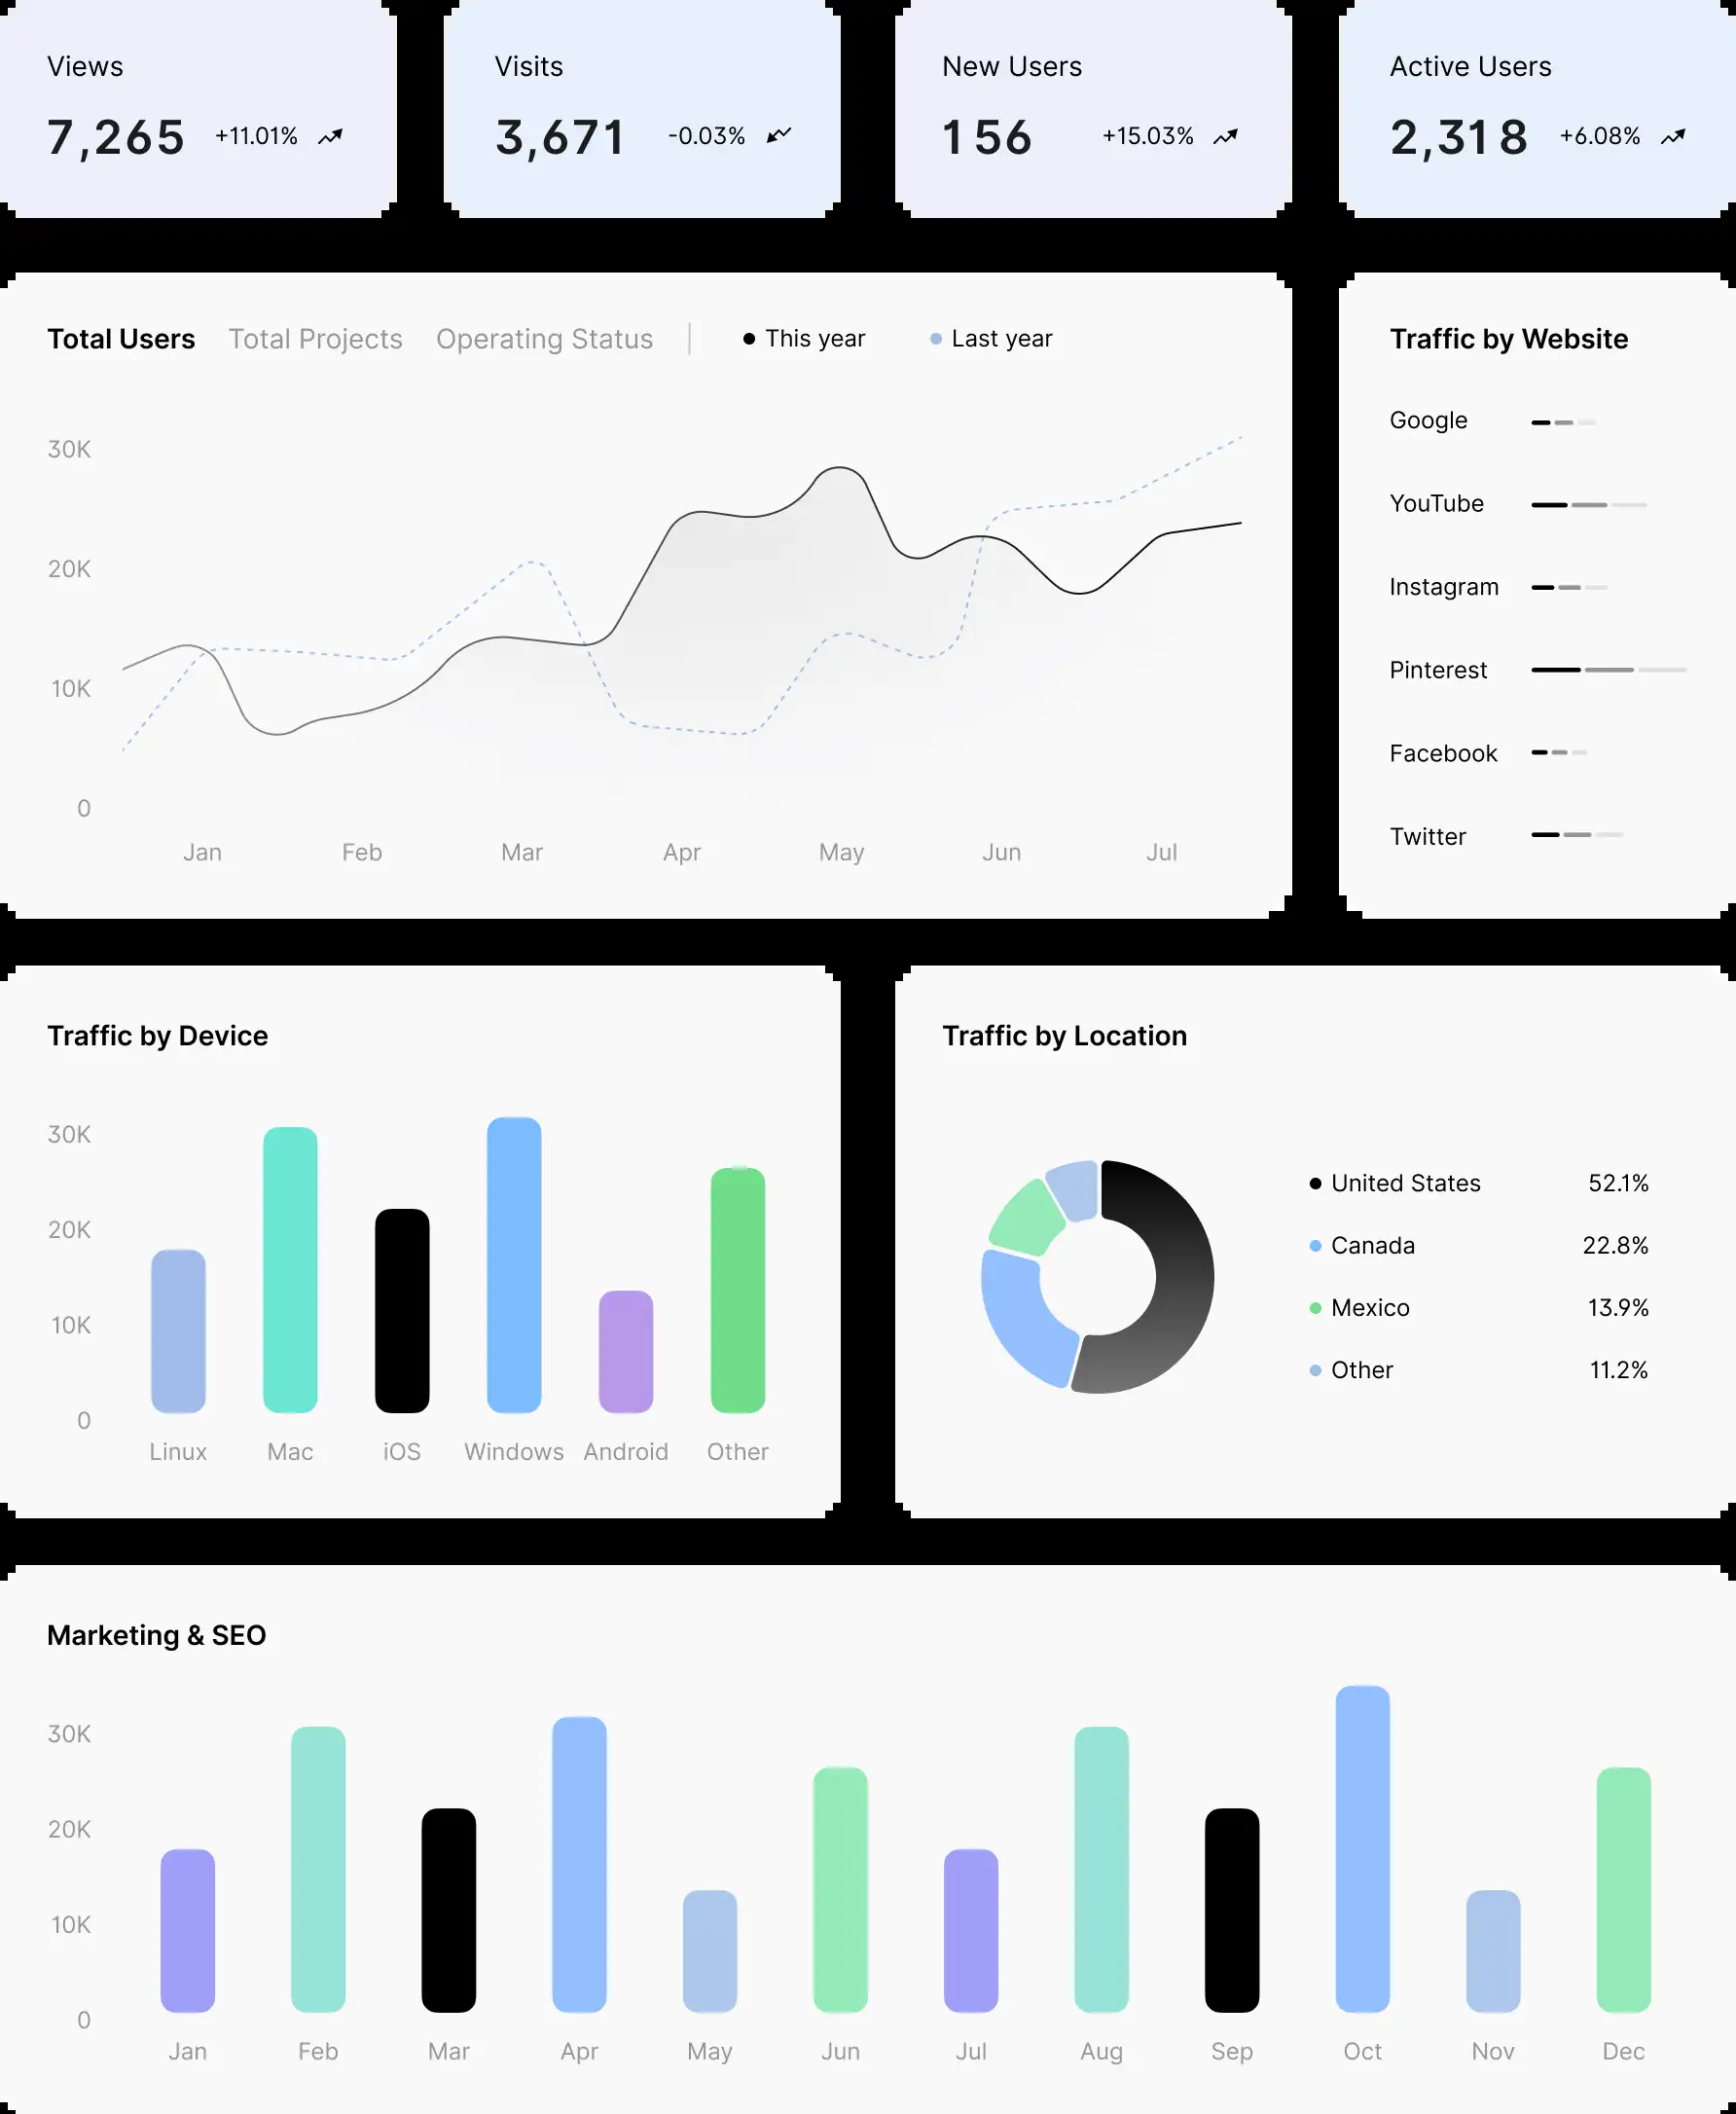 Views
7,265 +11.01%
Visits
3,671 -0.03%
New Users
156 +15.03%
Active Users
2,318 +6.08%
Total Users Total Projects Operating Status This year Last year
30K
20K
10K
0
Jan Feb Mar Apr May Jun Jul
Traffic by Website
Google
YouTube
Instagram
Pinterest
Facebook
Twitter
Traffic by Device
30K
20K
10K
0
Linux Mac iOS Windows Android Other
Traffic by Location
United States 52.1%
Canada 22.8%
Mexico 13.9%
Other 11.2%
Marketing & SEO
30K
20K
10K
0
Jan Feb Mar Apr May Jun Jul Aug Sep Oct Nov Dec